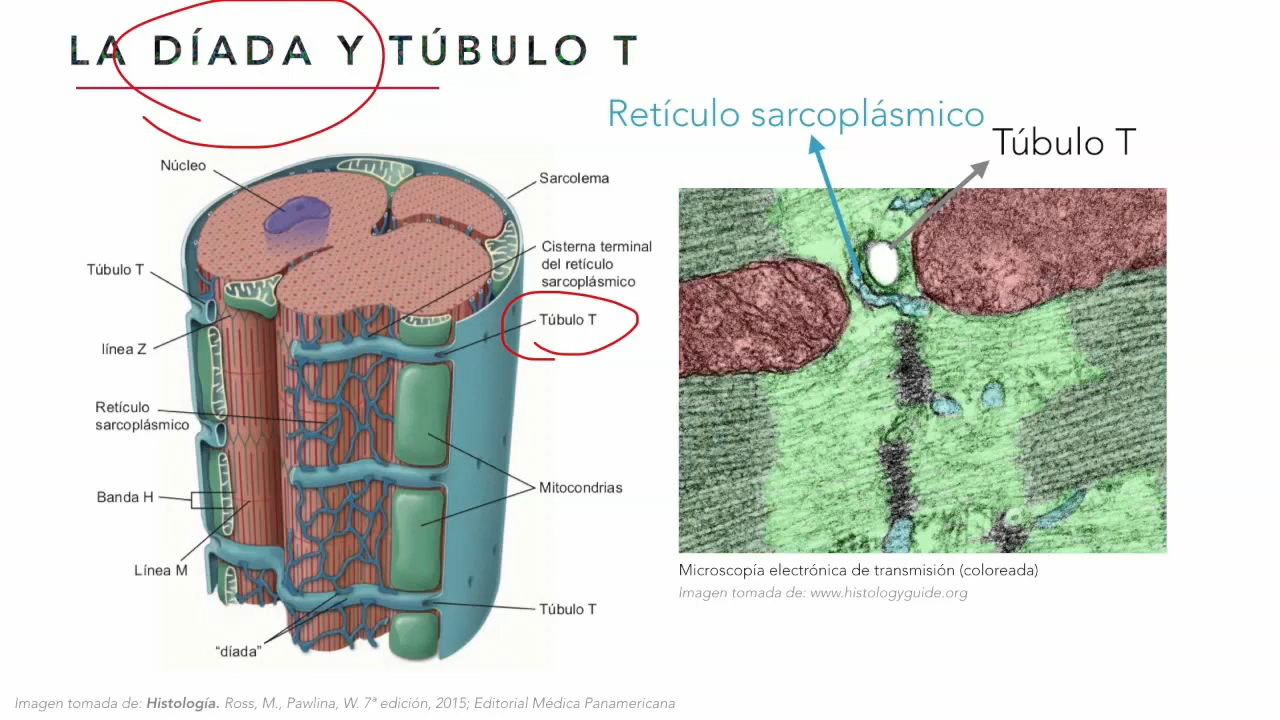 LA DÍADA Y TÚBULO T
Retículo sarcoplásmico
Túbulo T
Núcleo
Sarcolema
Cisterna terminal
del retículo
sarcoplásmico
Túbulo T
Túbulo T
línea Z
Retículo
sarcoplásmico
Banda H
Mitocondrias
Línea M
Túbulo T
“díada”
Microscopía electrónica de transmisión (coloreada)
Imagen tomada de: www.histologyguide.org
Imagen tomada de: Histología. Ross, M., Pawlina, W. 7ª edición, 2015; Editorial Médica Panamericana